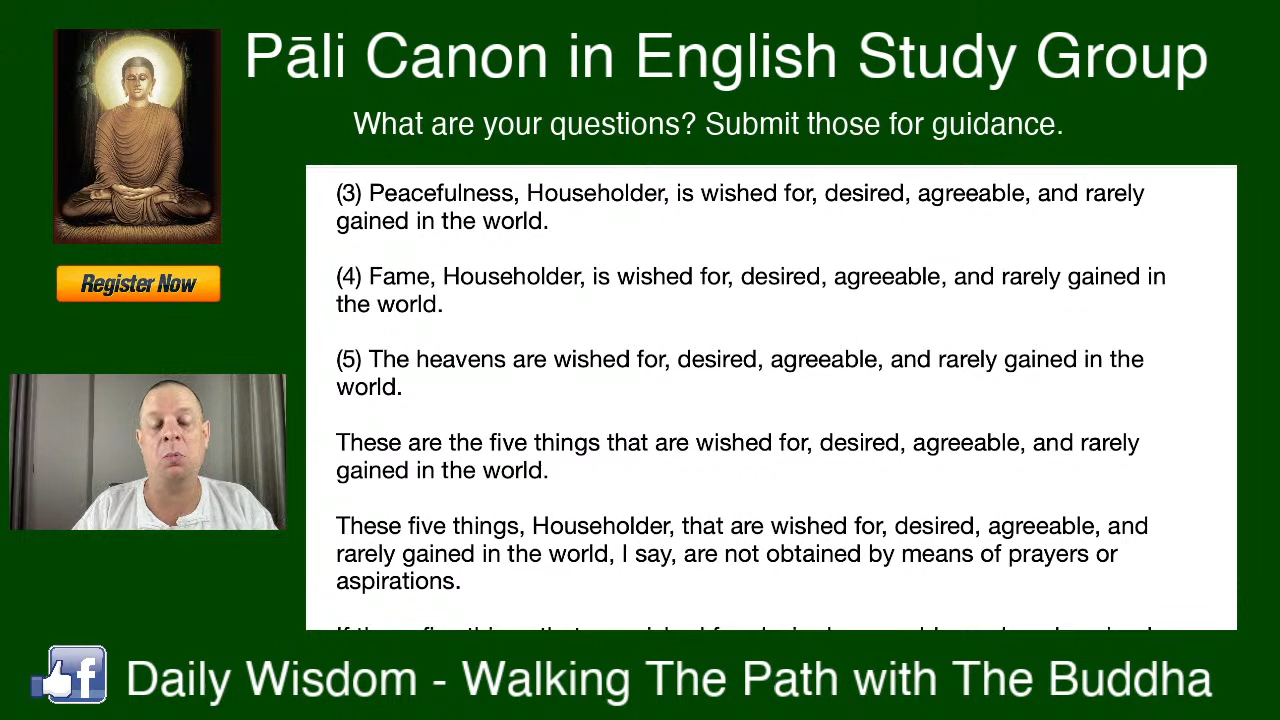 Pāli Canon in English Study Group
What are your questions? Submit those for guidance.
Register Now
(3) Peacefulness, Householder, is wished for, desired, agreeable, and rarely
gained in the world.
(4) Fame, Householder, is wished for, desired, agreeable, and rarely gained in
the world.
(5) The heavens are wished for, desired, agreeable, and rarely gained in the
world.
These are the five things that are wished for, desired, agreeable, and rarely
gained in the world.
These five things, Householder, that are wished for, desired, agreeable, and
rarely gained in the world, I say, are not obtained by means of prayers or
aspirations.
f
Daily Wisdom - Walking The Path with The Buddha